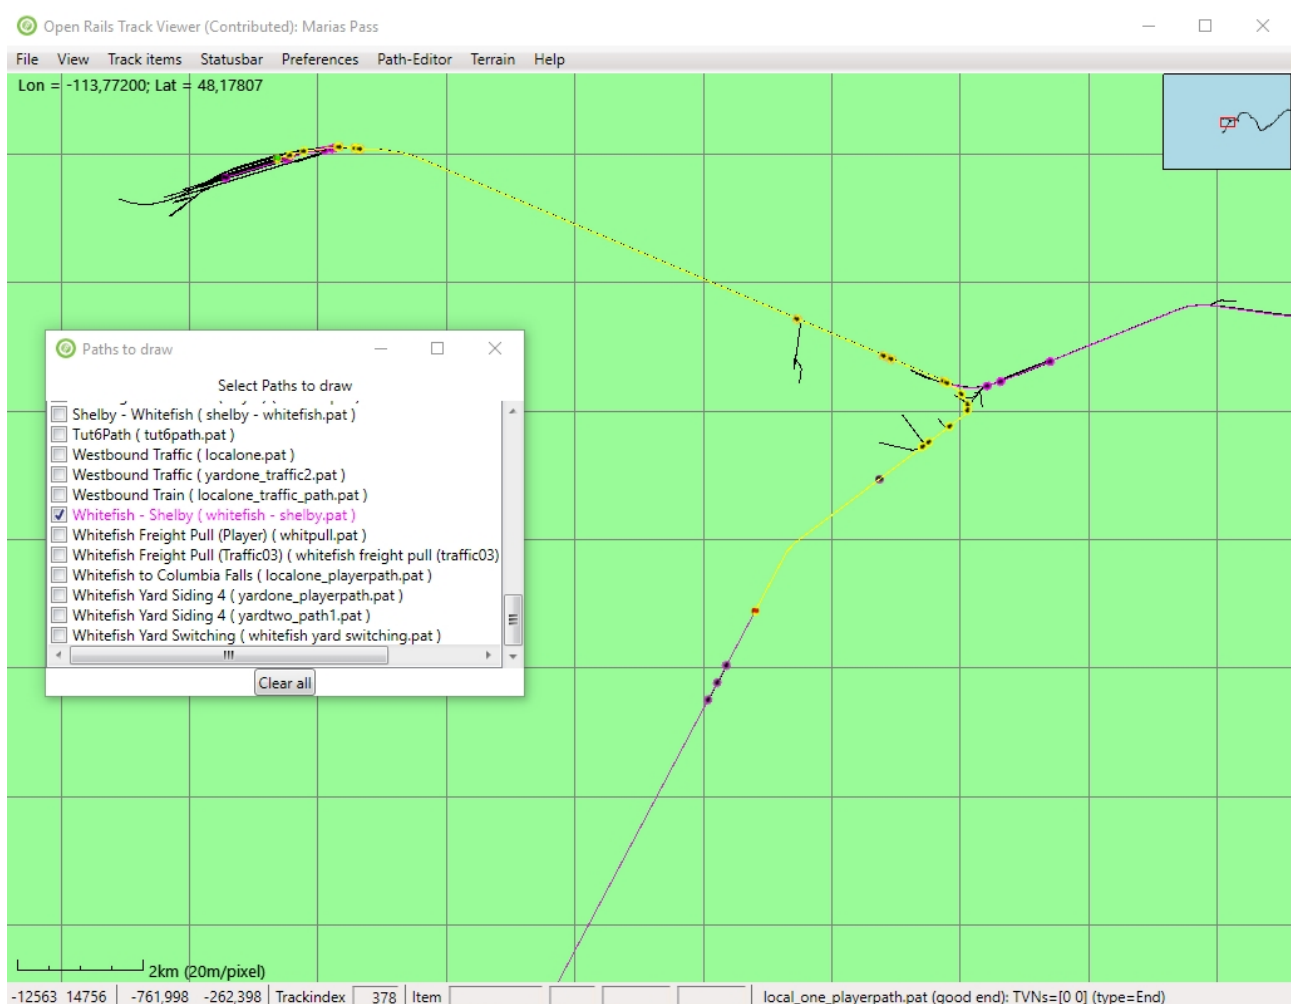 Open Rails Track Viewer (Contributed): Marias Pass
File View Track items Statusbar Preferences Path-Editor Terrain Help
Lon = -113,77200; Lat = 48,17807
Paths to draw
Select Paths to draw
Shelby - Whitefish ( shelby - whitefish.pat )
Tut6Path ( tut6path.pat )
Westbound Traffic ( localone.pat )
Westbound Traffic ( yardone_traffic2.pat )
Westbound Train ( localone_traffic_path.pat )
Whitefish - Shelby ( whitefish - shelby.pat )
Whitefish Freight Pull (Player) ( whitpull.pat )
Whitefish Freight Pull (Traffic03) ( whitefish freight pull (traffic03)
Whitefish to Columbia Falls ( localone_playerpath.pat )
Whitefish Yard Siding 4 ( yardone_playerpath.pat )
Whitefish Yard Siding 4 ( yardtwo_path1.pat )
Whitefish Yard Switching ( whitefish yard switching.pat )
Clear all
2km (20m/pixel)
-12563 14756 -761,998 -262,398 Trackindex 378 Item local_one_playerpath.pat (good end): TVNs=[0 0] (type=End)